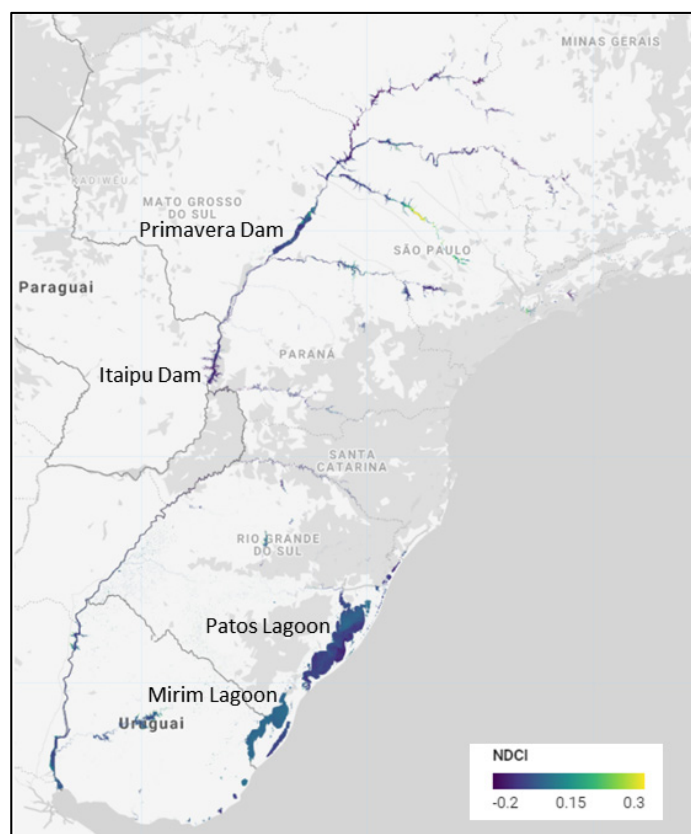 MINAS GERAIS
KADIWÉU
MATO GROSSO
DO SUL
Primavera Dam
SÃO PAULO
Paraguai
PARANÁ
Itaipu Dam
SANTA
CATARINA
RIO GRANDE
DO SUL
Patos Lagoon
Mirim Lagoon
Uruguai
NDCI
-0.2 0.15 0.3